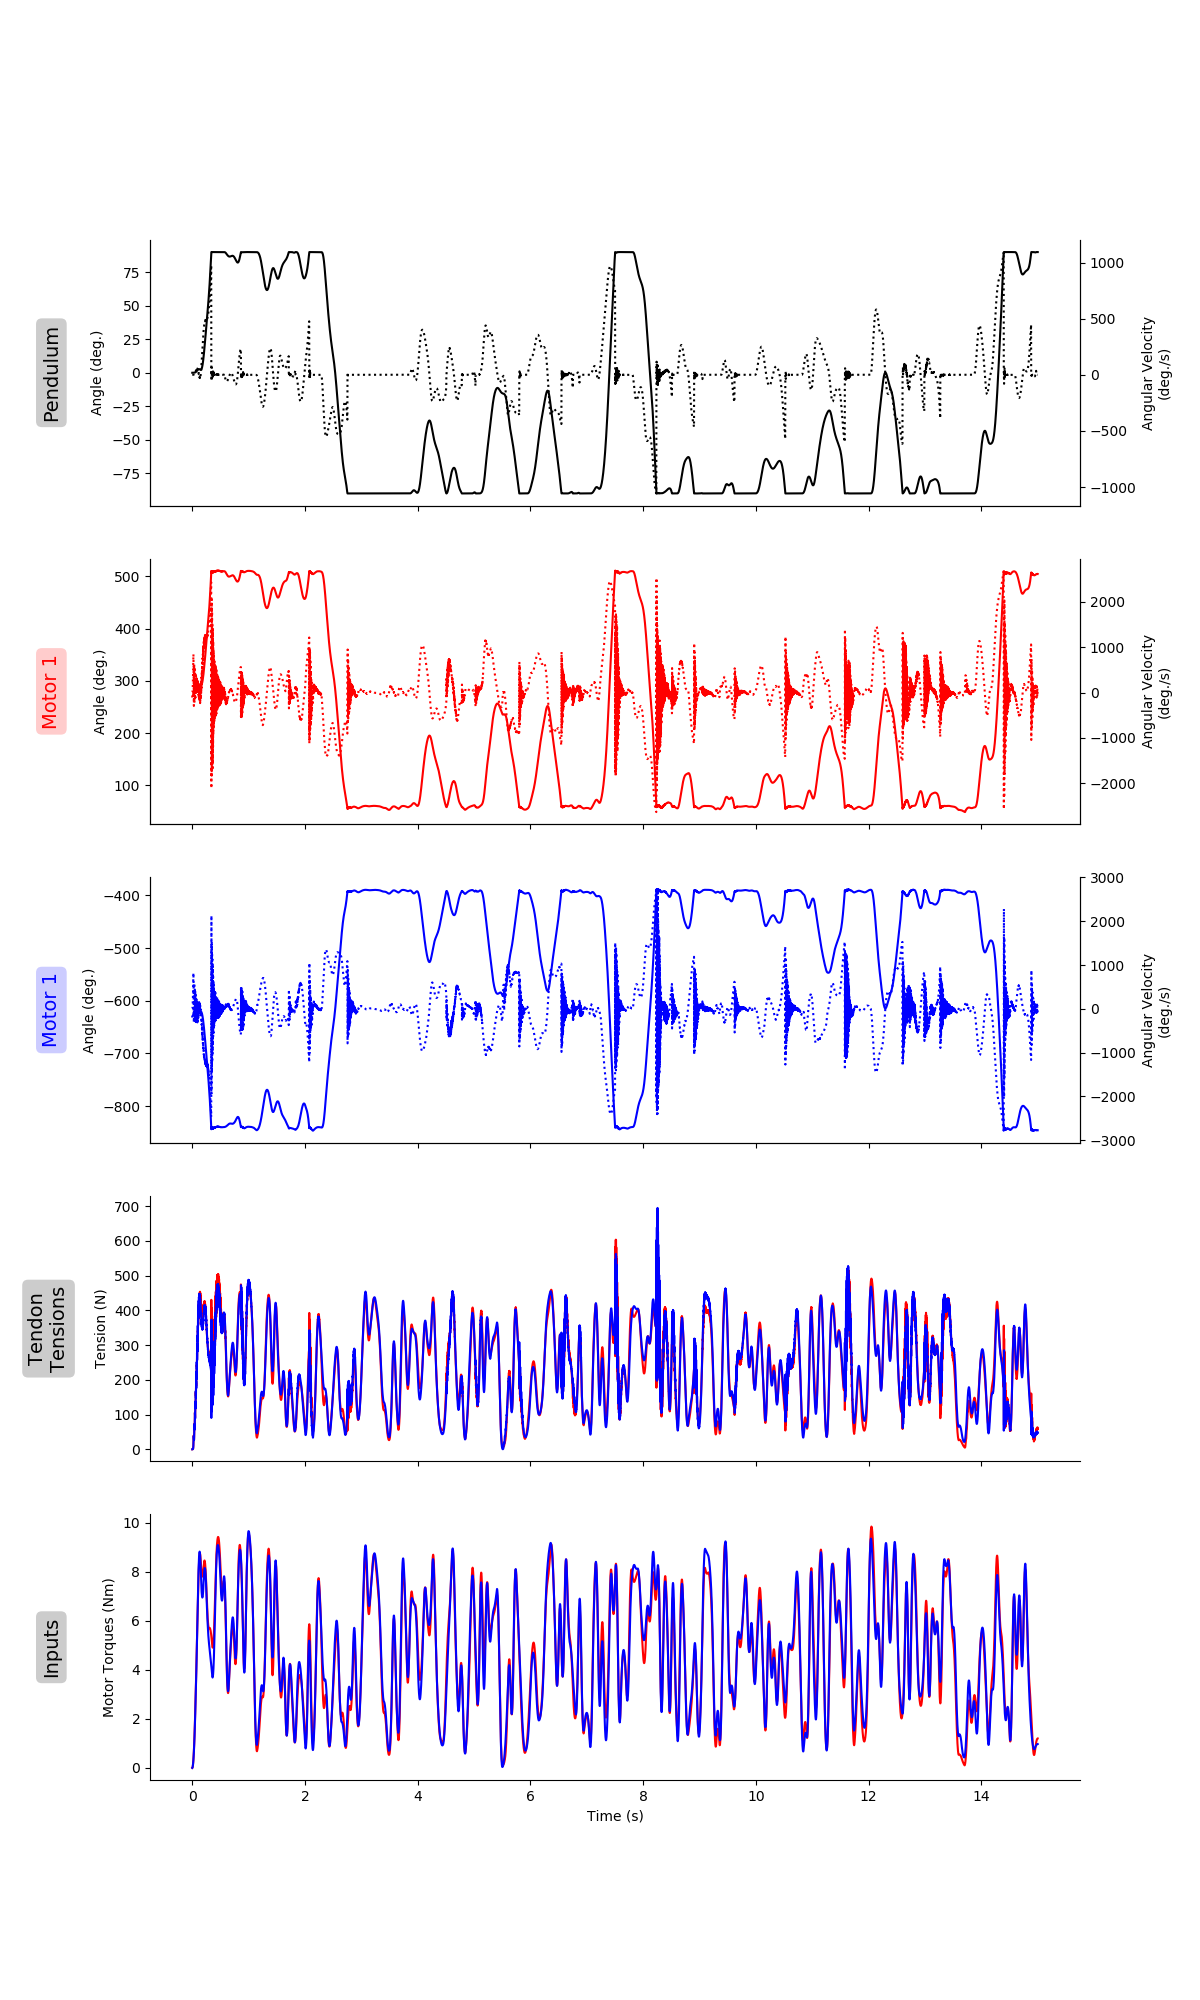 Pendulum
Angle (deg.)
75
50
25
0
−25
−50
−75
1000
500
0
−500
−1000
Angular Velocity
(deg./s)
Motor 1
Angle (deg.)
500
400
300
200
100
2000
1000
0
−1000
−2000
Angular Velocity
(deg./s)
Motor 1
Angle (deg.)
−400
−500
−600
−700
−800
3000
2000
1000
0
−1000
−2000
−3000
Angular Velocity
(deg./s)
Tendon
Tensions
Tension (N)
700
600
500
400
300
200
100
0
Inputs
Motor Torques (Nm)
10
8
6
4
2
0
0 2 4 6 8 10 12 14
Time (s)